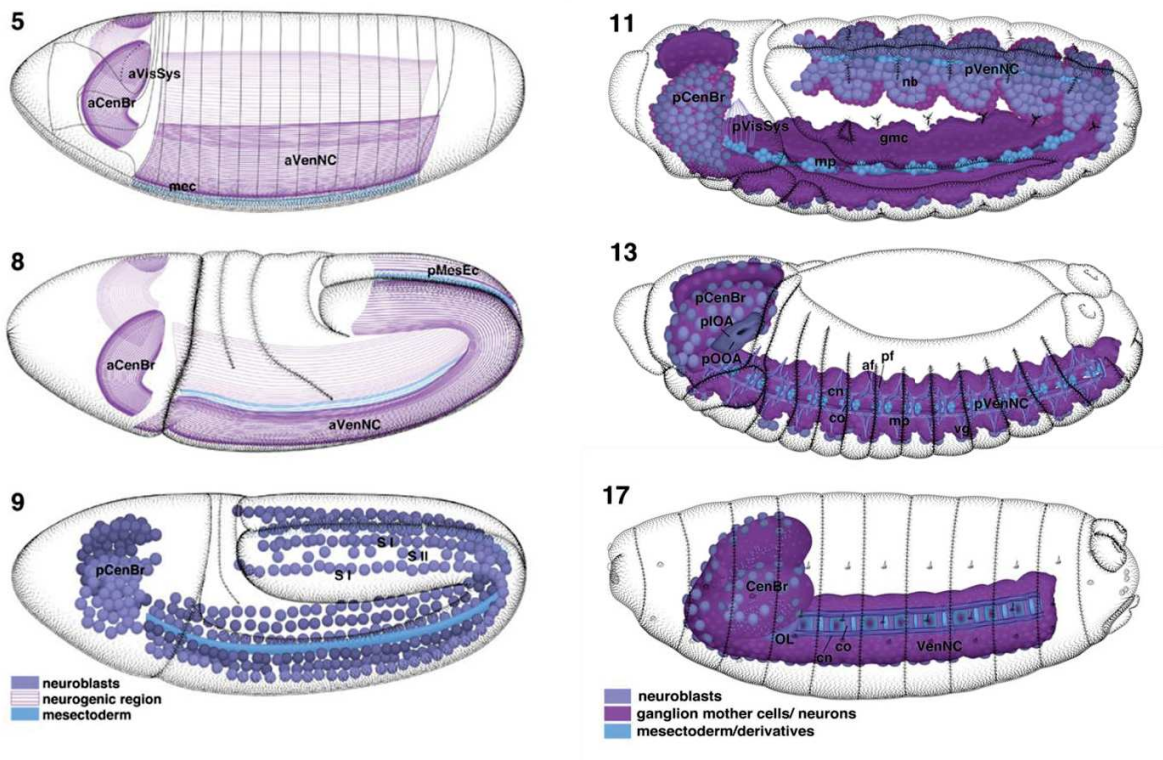 5
aVisSys
aCenBr
aVenNC
mec
8
pMesEc
aCenBr
aVenNC
9
pCenBr
S I
S II
S I
neuroblasts
neurogenic region
mesectoderm
11
pCenBr
pVenNC
nb
pVisSys
gmc
mp
13
pCenBr
pIOA
pOOA
af
pf
cn
co
mp
pVenNC
vg
17
CenBr
OL
co
cn
VenNC
neuroblasts
ganglion mother cells/ neurons
mesectoderm/derivatives